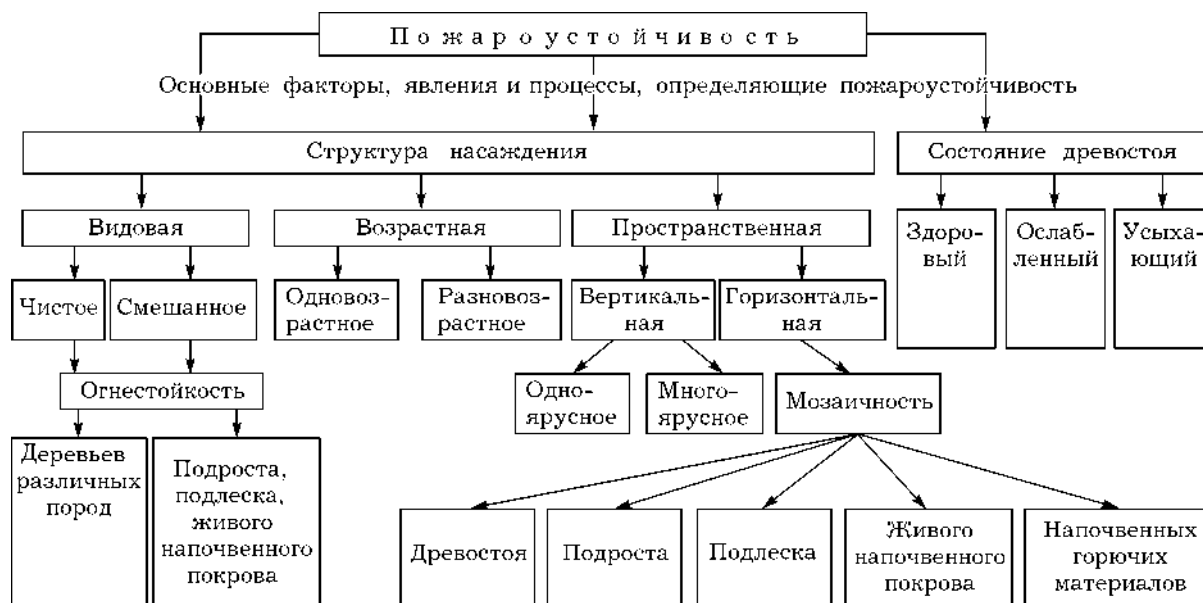 Пожароустойчивость
Основные факторы, явления и процессы, определяющие пожароустойчивость
Структура насаждения
Состояние древостоя
Видовая
Возрастная
Пространственная
Здоро-
вый
Ослаб-
ленный
Усыха-
ющий
Чистое
Смешанное
Одновоз-
растное
Разновоз-
растное
Вертикаль-
ная
Горизонталь-
ная
Огнестойкость
Одно-
ярусное
Много-
ярусное
Мозаичность
Деревьев
различных
пород
Подроста,
подлеска,
живого
напочвенного
покрова
Древостоя
Подроста
Подлеска
Живого
напочвенного
покрова
Напочвенных
горючих
материалов